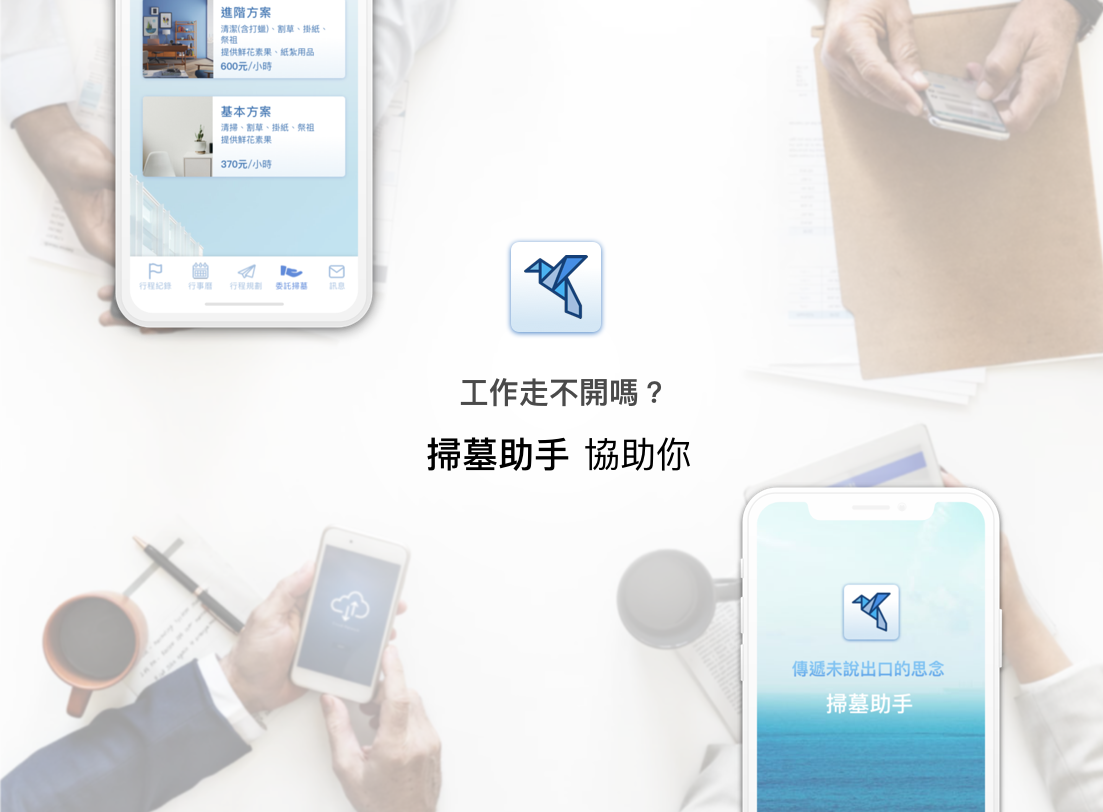 進階方案
清潔(含打蠟)、割草、掛紙、
祭祖
提供鮮花素果、紙紮用品
600元/小時
基本方案
清掃、割草、掛紙、祭祖
提供鮮花素果
370元/小時
行程紀錄
行事曆
行程規劃
委託掃墓
訊息
工作走不開嗎？
掃墓助手 協助你
傳遞未說出口的思念
掃墓助手